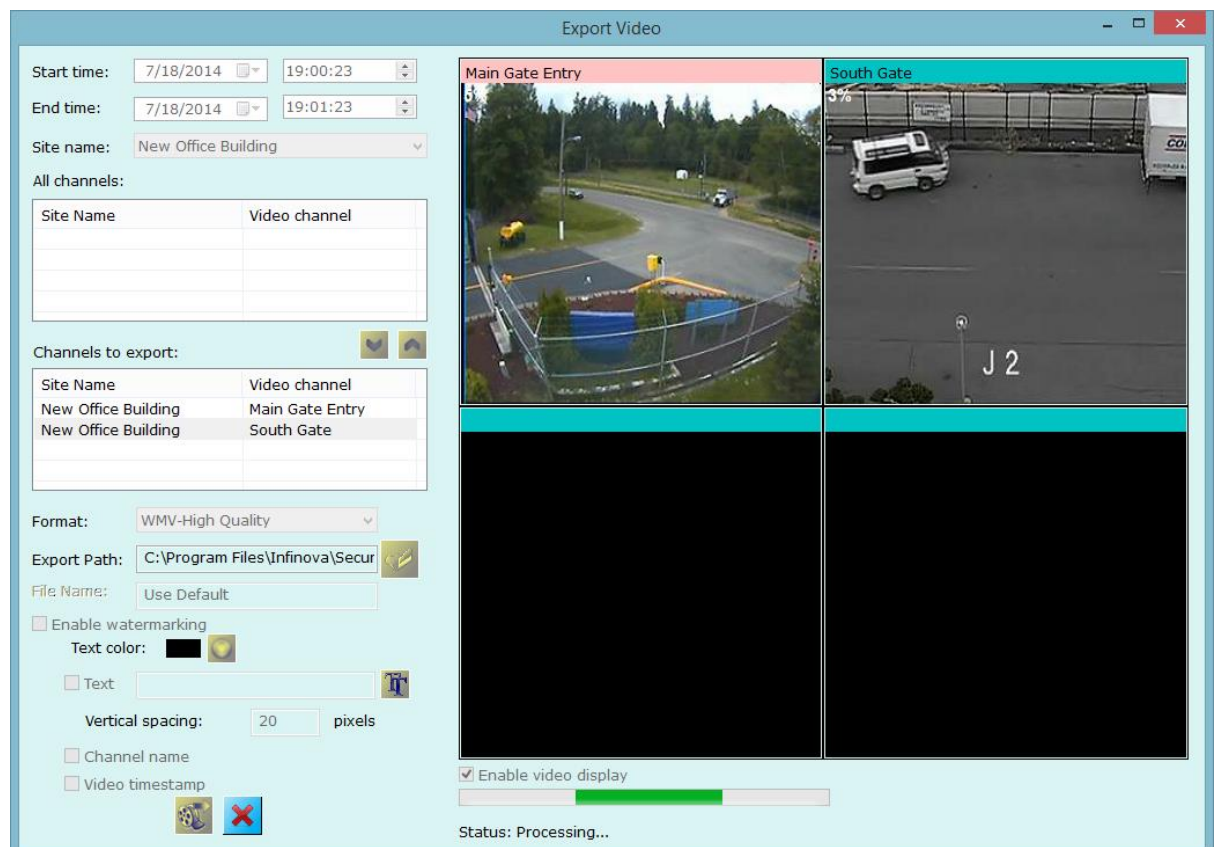 Export Video
Start time: 7/18/2014 19:00:23
End time: 7/18/2014 19:01:23
Site name: New Office Building
All channels:
Site Name Video channel
Channels to export:
Site Name Video channel
New Office Building Main Gate Entry
New Office Building South Gate
Format: WMV-High Quality
Export Path: C:\Program Files\Infinova\Secur
File Name: Use Default
Enable watermarking
Text color:
Text
Vertical spacing: 20 pixels
Channel name
Video timestamp
Main Gate Entry
South Gate
3%
J 2
Enable video display
Status: Processing...